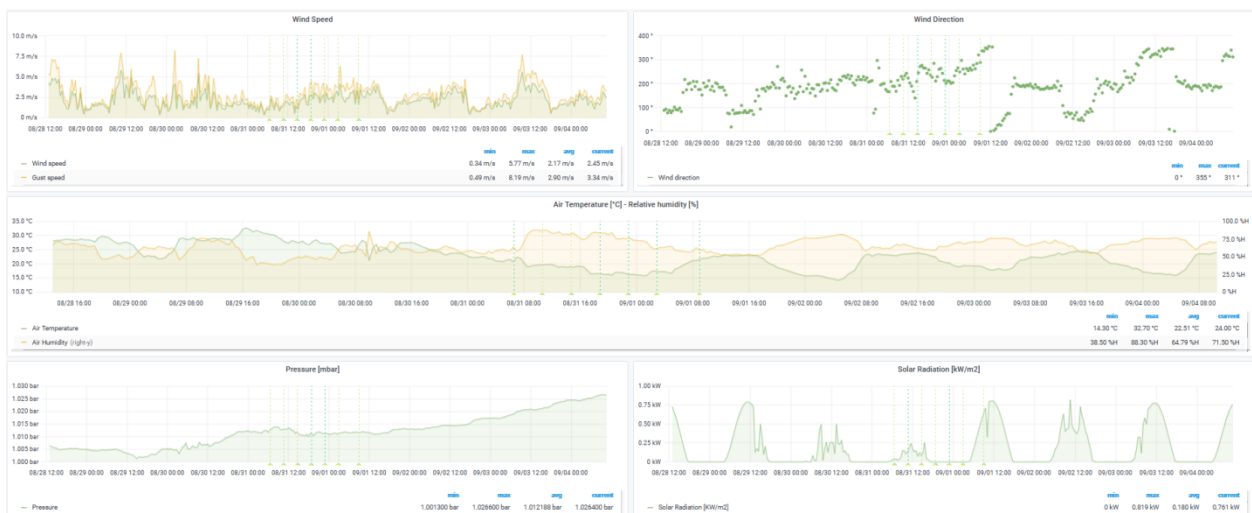 Wind Speed
10.0 m/s
7.5 m/s
5.0 m/s
2.5 m/s
0 m/s
08/28 12:00 08/29 00:00 08/29 12:00 08/30 00:00 08/30 12:00 08/31 00:00 08/31 12:00 09/01 00:00 09/01 12:00 09/02 00:00 09/02 12:00 09/03 00:00 09/03 12:00 09/04 00:00
min max avg current
Wind speed 0.34 m/s 5.77 m/s 2.17 m/s 2.45 m/s
Gust speed 0.49 m/s 8.19 m/s 2.90 m/s 3.34 m/s
Wind Direction
400 °
300 °
200 °
100 °
0 °
08/28 12:00 08/29 00:00 08/29 12:00 08/30 00:00 08/30 12:00 08/31 00:00 08/31 12:00 09/01 00:00 09/01 12:00 09/02 00:00 09/02 12:00 09/03 00:00 09/03 12:00 09/04 00:00
min max current
Wind direction 0 ° 355 ° 311 °
Air Temperature [°C] - Relative humidity [%]
35.0 °C 100.0 %H
30.0 °C 75.0 %H
25.0 °C
20.0 °C 50.0 %H
15.0 °C 25.0 %H
10.0 °C 0 %H
08/28 16:00 08/29 00:00 08/29 08:00 08/29 16:00 08/30 00:00 08/30 08:00 08/30 16:00 08/31 00:00 08/31 08:00 08/31 16:00 09/01 00:00 09/01 08:00 09/01 16:00 09/02 00:00 09/02 08:00 09/02 16:00 09/03 00:00 09/03 08:00 09/03 16:00 09/04 00:00 09/04 08:00
min max avg current
Air Temperature 14.30 °C 32.70 °C 22.51 °C 24.00 °C
Air Humidity (right-y) 38.50 %H 88.30 %H 64.79 %H 71.50 %H
Pressure [mbar]
1.030 bar
1.025 bar
1.020 bar
1.015 bar
1.010 bar
1.005 bar
1.000 bar
08/28 12:00 08/29 00:00 08/29 12:00 08/30 00:00 08/30 12:00 08/31 00:00 08/31 12:00 09/01 00:00 09/01 12:00 09/02 00:00 09/02 12:00 09/03 00:00 09/03 12:00 09/04 00:00
min max avg current
Pressure 1.001300 bar 1.026600 bar 1.012188 bar 1.026400 bar
Solar Radiation [kW/m2]
1.00 kW
0.75 kW
0.50 kW
0.25 kW
0 kW
08/28 12:00 08/29 00:00 08/29 12:00 08/30 00:00 08/30 12:00 08/31 00:00 08/31 12:00 09/01 00:00 09/01 12:00 09/02 00:00 09/02 12:00 09/03 00:00 09/03 12:00 09/04 00:00
min max avg current
Solar Radiation [KW/m2] 0 kW 0.819 kW 0.180 kW 0.761 kW